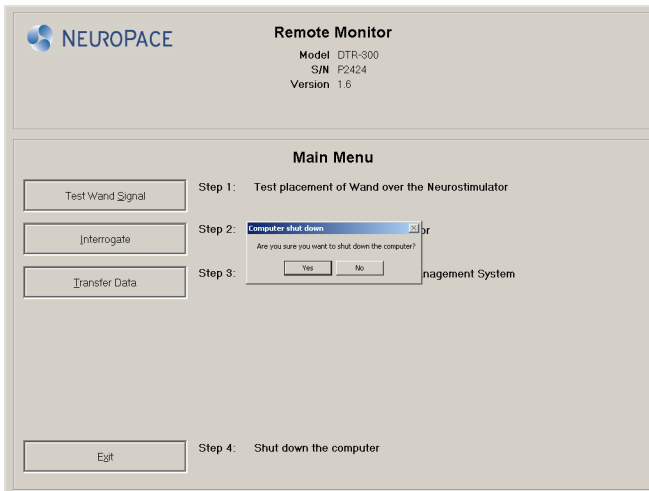 NEUROPACE
Remote Monitor
Model DTR-300
S/N P2424
Version 1.6
Main Menu
Test Wand Signal
Step 1: Test placement of Wand over the Neurostimulator
Interrogate
Step 2: or
Computer shut down
Are you sure you want to shut down the computer?
Yes No
Transfer Data
Step 3: nagement System
Exit
Step 4: Shut down the computer